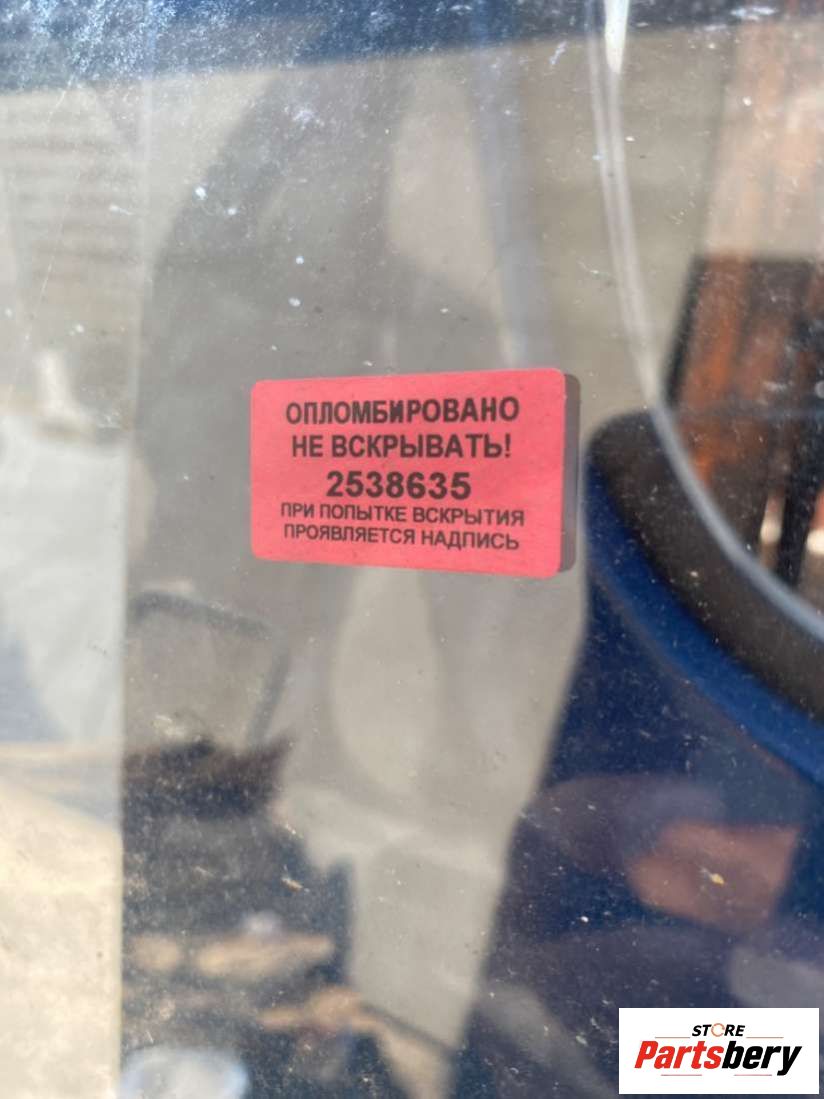 ОПЛОМБИРОВАНО
НЕ ВСКРЫВАТЬ!
2538635
ПРИ ПОПЫТКЕ ВСКРЫТИЯ
ПРОЯВЛЯЕТСЯ НАДПИСЬ
STORE
Partsbery